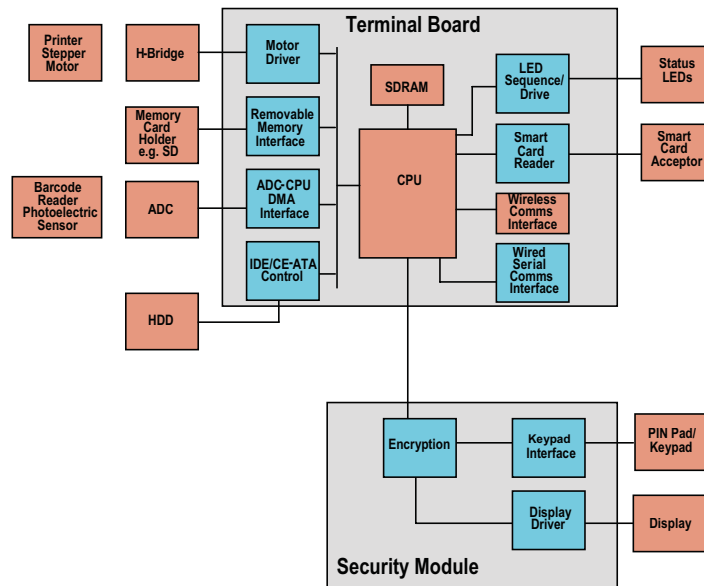 Terminal Board
Printer
Stepper
Motor
H-Bridge
Motor
Driver
SDRAM
LED
Sequence/
Drive
Status
LEDs
Memory
Card
Holder
e.g. SD
Removable
Memory
Interface
CPU
Smart
Card
Reader
Smart
Card
Acceptor
Barcode
Reader
Photoelectric
Sensor
ADC
ADC-CPU
DMA
Interface
Wireless
Comms
Interface
IDE/CE-ATA
Control
Wired
Serial
Comms
Interface
HDD
Encryption
Keypad
Interface
PIN Pad/
Keypad
Display
Driver
Display
Security Module